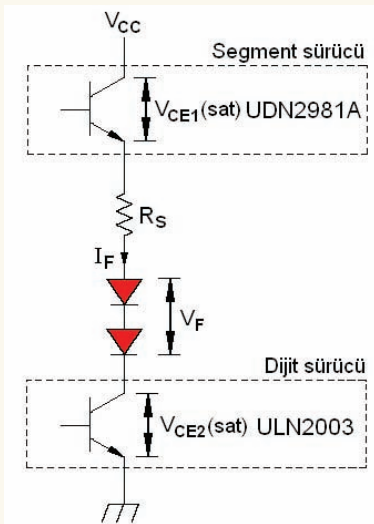 VCC
Segment sürücü
VCE1(sat) UDN2981A
RS
IF
VF
Dijit sürücü
VCE2(sat) ULN2003